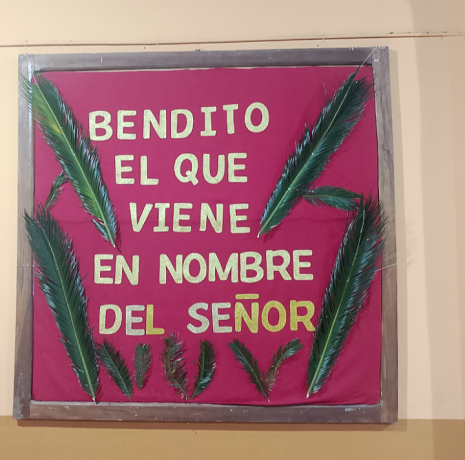 BENDITO
EL QUE
VIENE
EN NOMBRE
DEL SEÑOR